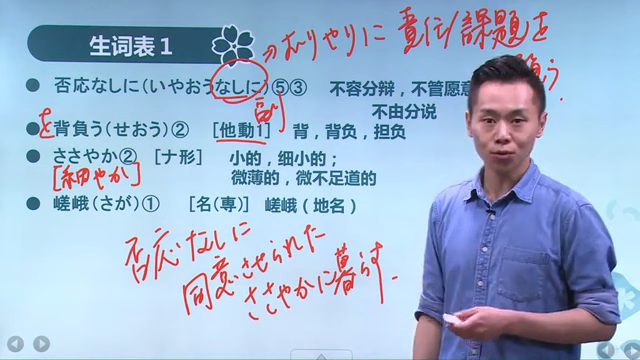 生词表1
⇒むりやりに 責任/課題を
負う
● 否応なしに(いやおうなしに)⑤③ 不容分辩,不管愿意
不由分说
副
を
● 背負う(せおう)② [他動1] 背,背负,担负
● ささやか② [ナ形] 小的,细小的;
[細やか] 微薄的,微不足道的
● 嵯峨(さが)① [名(専)] 嵯峨(地名)
否応なしに
同意させられた
ささやかに暮らす.